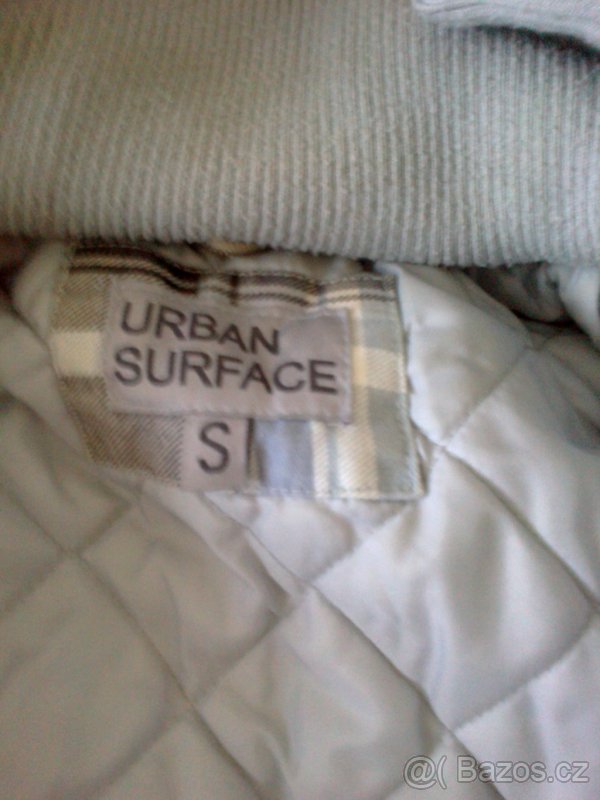 URBAN
SURFACE
S
@( Bazos.cz